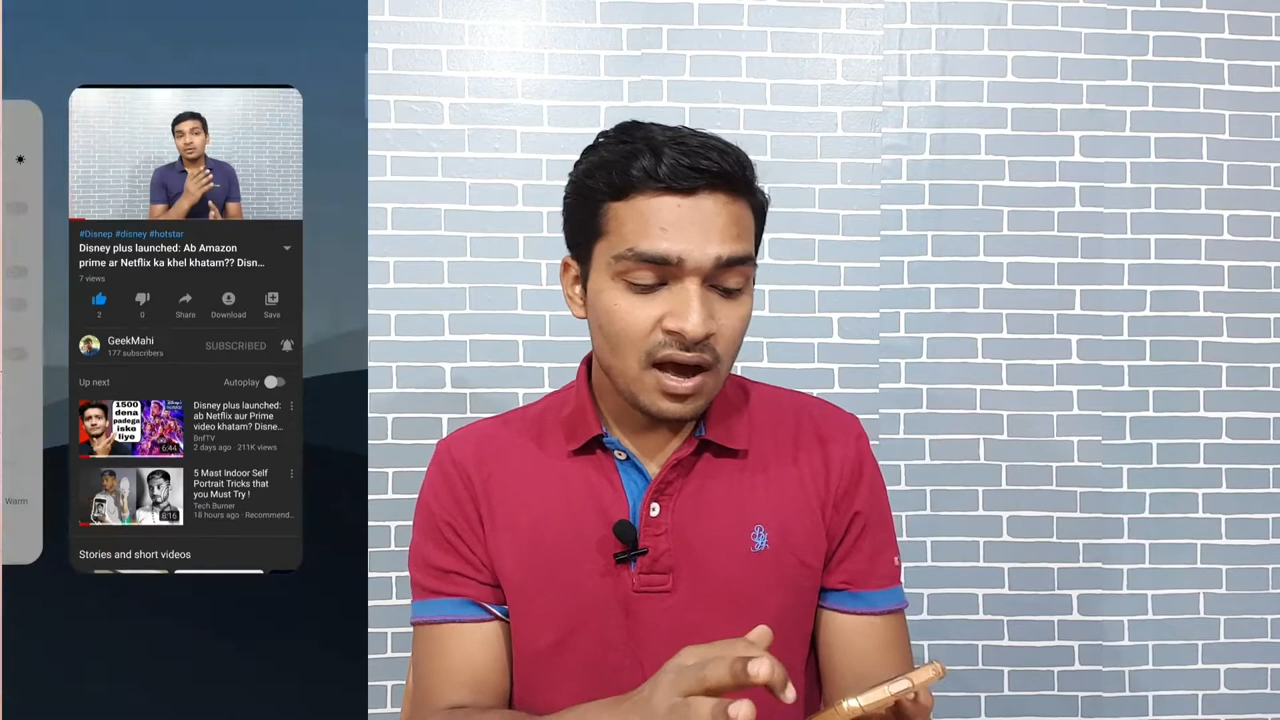 #Disnep #disney #hotstar
Disney plus launched: Ab Amazon
prime ar Netflix ka khel khatam?? Disn...
7 views
2
0
Share
Download
Save
GeekMahi
177 subscribers
SUBSCRIBED
Up next
Autoplay
1500
dena
padega
iske
liye
6:44
Disney plus launched:
ab Netflix aur Prime
video khatam? Disne...
BnfTV
2 days ago · 211K views
8:16
5 Mast Indoor Self
Portrait Tricks that
you Must Try !
Tech Burner
18 hours ago · Recommend...
Stories and short videos
Warm